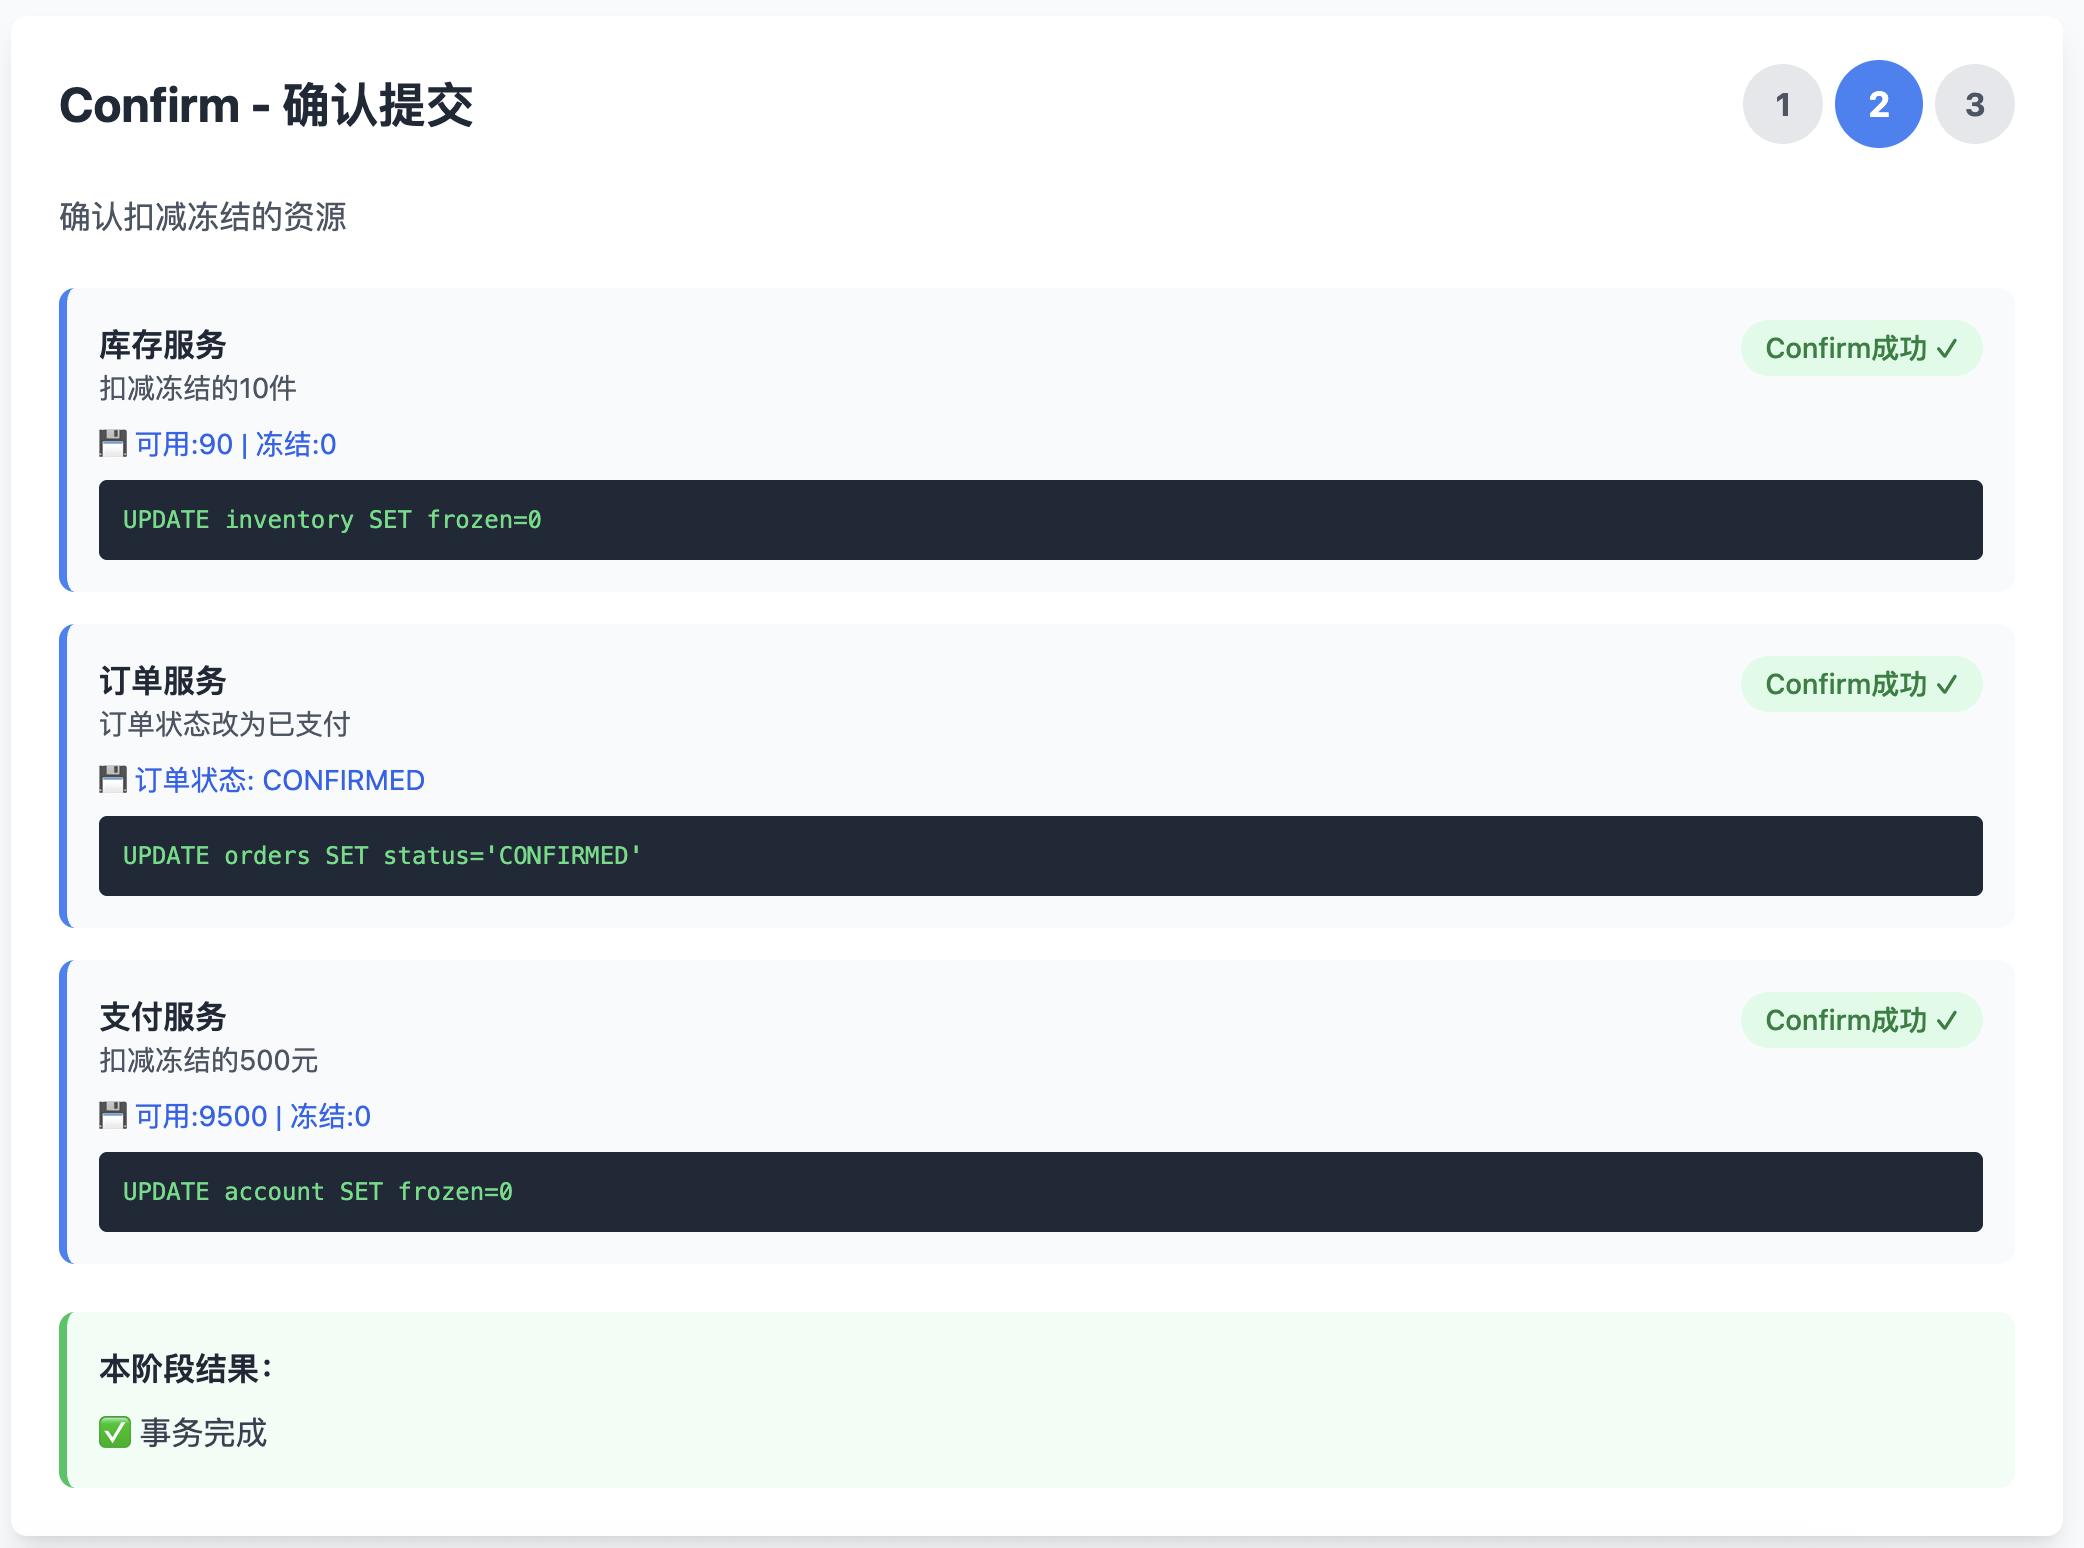 Confirm - 确认提交
1 2 3
确认扣减冻结的资源
库存服务
Confirm成功 ✓
扣减冻结的10件
💾 可用:90 | 冻结:0
UPDATE inventory SET frozen=0
订单服务
Confirm成功 ✓
订单状态改为已支付
💾 订单状态: CONFIRMED
UPDATE orders SET status='CONFIRMED'
支付服务
Confirm成功 ✓
扣减冻结的500元
💾 可用:9500 | 冻结:0
UPDATE account SET frozen=0
本阶段结果：
✅ 事务完成